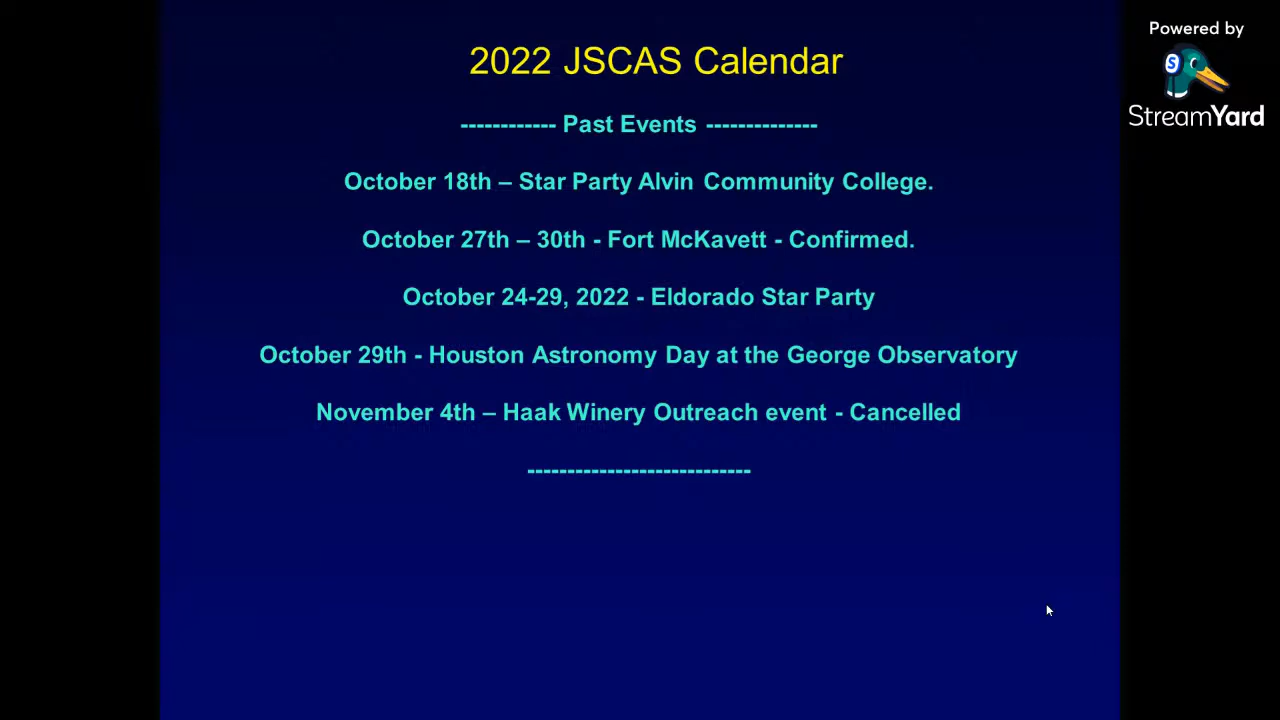 2022 JSCAS Calendar
------------ Past Events --------------
October 18th – Star Party Alvin Community College.
October 27th – 30th - Fort McKavett - Confirmed.
October 24-29, 2022 - Eldorado Star Party
October 29th - Houston Astronomy Day at the George Observatory
November 4th – Haak Winery Outreach event - Cancelled
----------------------------
Powered by
S
StreamYard